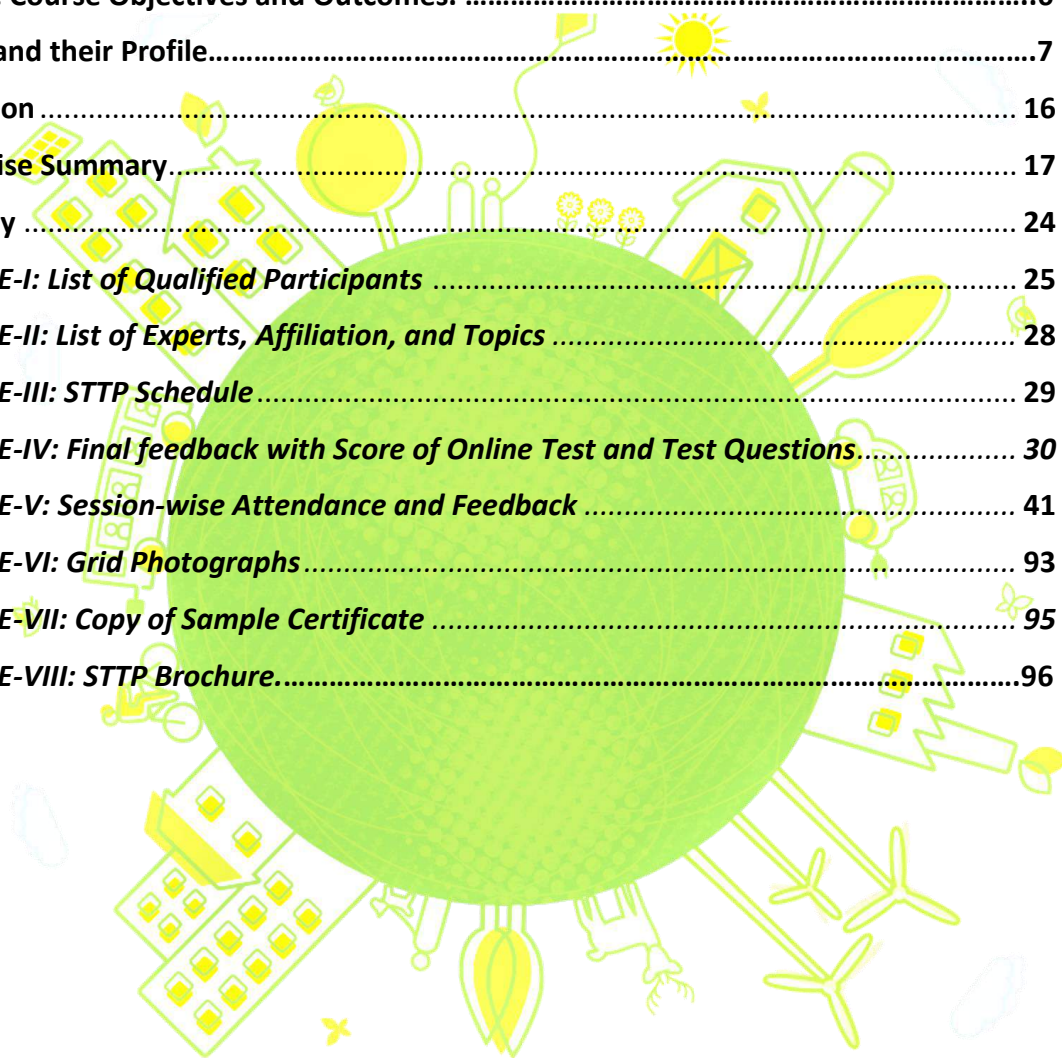 Course Objectives and Outcomes: ……………………………………………………………………..6
and their Profile……………………………………………………………………………………….7
on ............................................................................................................ 16
ise Summary............................................................................................ 17
y ............................................................................................................. 24
E-I: List of Qualified Participants ............................................................... 25
E-II: List of Experts, Affiliation, and Topics ................................................. 28
E-III: STTP Schedule .................................................................................. 29
E-IV: Final feedback with Score of Online Test and Test Questions.................. 30
E-V: Session-wise Attendance and Feedback .............................................. 41
E-VI: Grid Photographs ............................................................................. 93
E-VII: Copy of Sample Certificate ............................................................... 95
E-VIII: STTP Brochure.……………………………………………………………………………….96